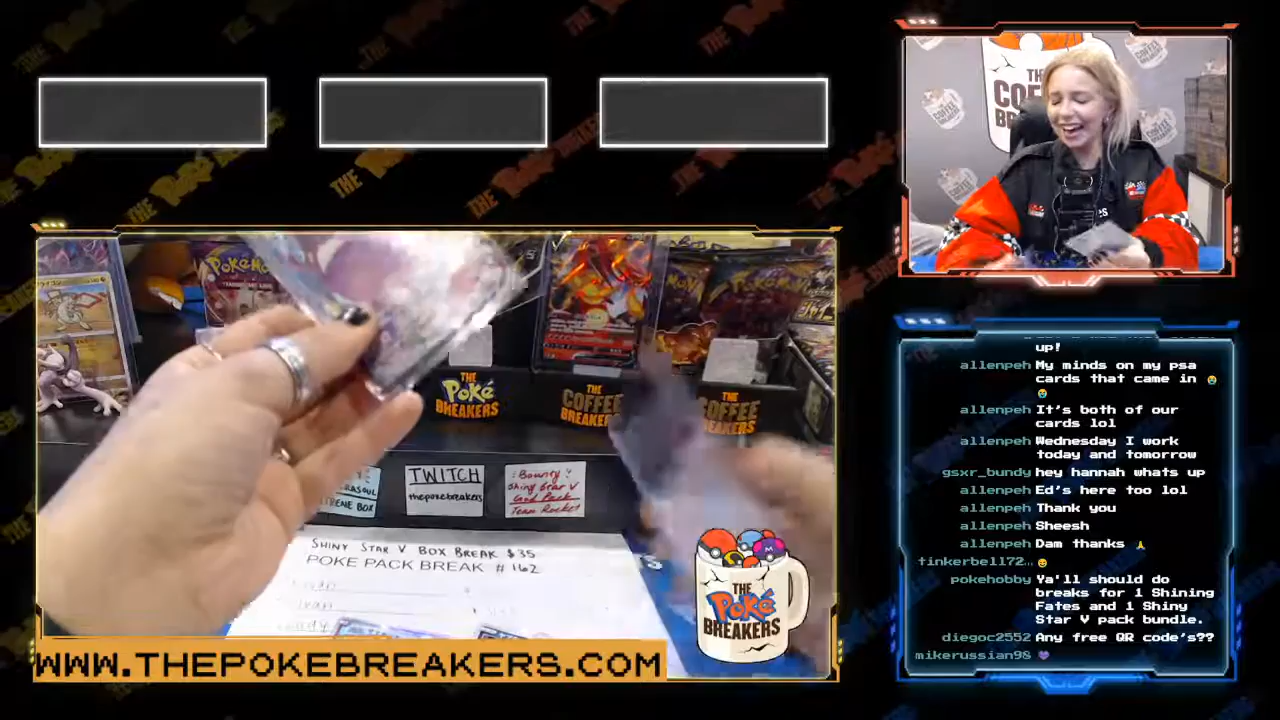 THE
CO
POKéMON
THE
Poké
BREAKERS
THE
COFFEE
BREAKERS
COFFEE
BREAKERS
TWITCH
thepokebreakers
Bounty
Shiny Star V
God Pack
Team Rocket
SHINY STAR V BOX BREAK $35
POKE PACK BREAK # 162
THE
Poké
BREAKERS
WWW.THEPOKEBREAKERS.COM
up!
allenpeh My minds on my psa
cards that came in 😭
😭
allenpeh It's both of our
cards lol
allenpeh Wednesday I work
today and tomorrow
gsxr_bundy hey hannah whats up
allenpeh Ed's here too lol
allenpeh Thank you
allenpeh Sheesh
allenpeh Dam thanks 🙏
tinkerbell72...
pokehobby Ya'll should do
breaks for 1 Shining
Fates and 1 Shiny
Star V pack bundle.
diegoc2552 Any free QR code's??
mikerussian98 💜